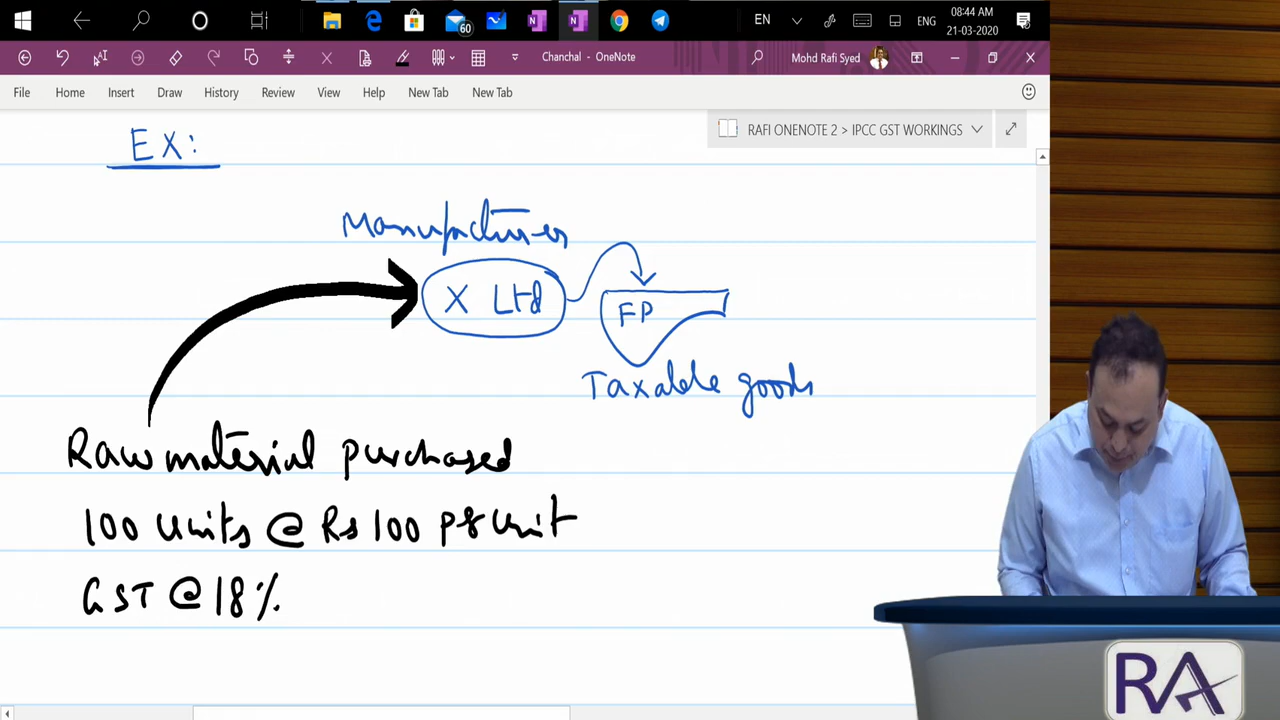 EN
ENG
08:44 AM
21-03-2020
60
Chanchal - OneNote
Mohd Rafi Syed
File Home Insert Draw History Review View Help New Tab New Tab
RAFI ONENOTE 2 > IPCC GST WORKINGS
EX:
Manufacturer
X Ltd
FP
Taxable goods
Raw material purchased
100 Units @ Rs 100 per Unit
GST @ 18%
RA